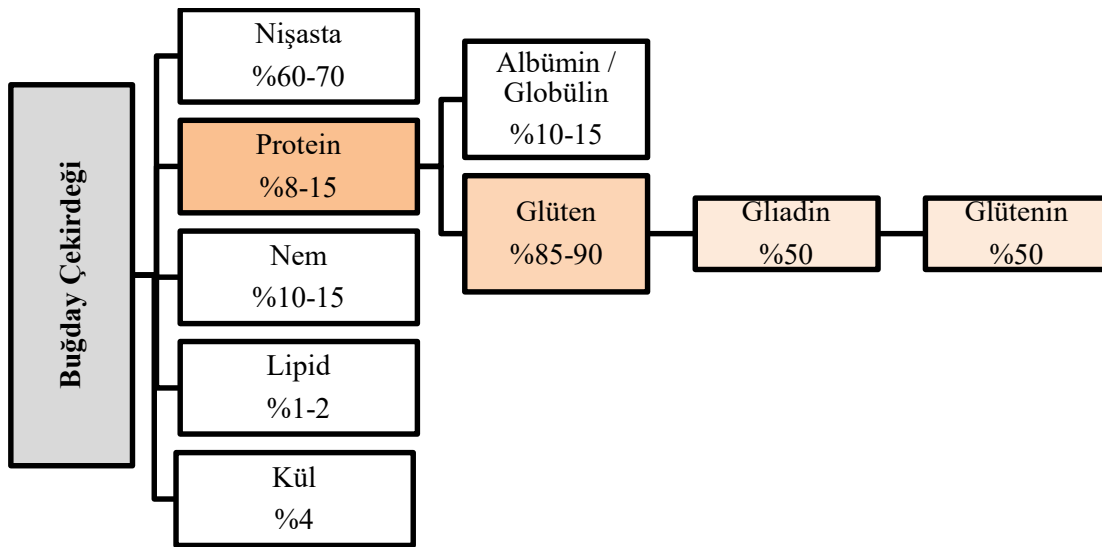 Buğday Çekirdeği
Nişasta
%60-70
Protein
%8-15
Nem
%10-15
Lipid
%1-2
Kül
%4
Albümin /
Globülin
%10-15
Glüten
%85-90
Gliadin
%50
Glütenin
%50